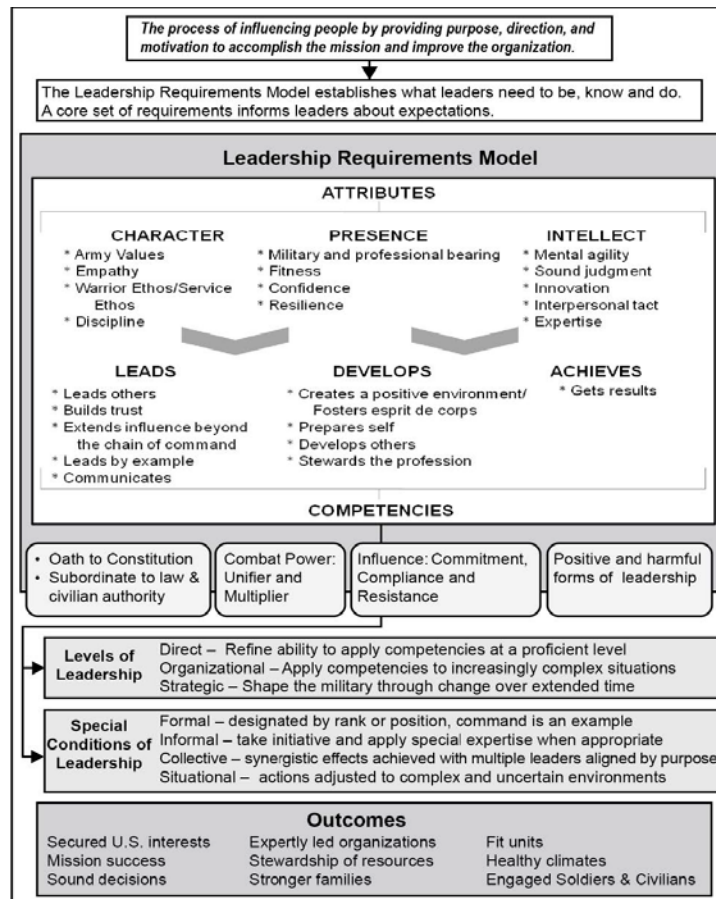 The process of influencing people by providing purpose, direction, and
motivation to accomplish the mission and improve the organization.
The Leadership Requirements Model establishes what leaders need to be, know and do.
A core set of requirements informs leaders about expectations.
Leadership Requirements Model
ATTRIBUTES
CHARACTER
* Army Values
* Empathy
* Warrior Ethos/Service
Ethos
* Discipline
PRESENCE
* Military and professional bearing
* Fitness
* Confidence
* Resilience
INTELLECT
* Mental agility
* Sound judgment
* Innovation
* Interpersonal tact
* Expertise
LEADS
* Leads others
* Builds trust
* Extends influence beyond
the chain of command
* Leads by example
* Communicates
DEVELOPS
* Creates a positive environment/
Fosters esprit de corps
* Prepares self
* Develops others
* Stewards the profession
ACHIEVES
* Gets results
COMPETENCIES
• Oath to Constitution
• Subordinate to law &
civilian authority
Combat Power:
Unifier and
Multiplier
Influence: Commitment,
Compliance and
Resistance
Positive and harmful
forms of leadership
Levels of
Leadership
Direct – Refine ability to apply competencies at a proficient level
Organizational – Apply competencies to increasingly complex situations
Strategic – Shape the military through change over extended time
Special
Conditions of
Leadership
Formal – designated by rank or position, command is an example
Informal – take initiative and apply special expertise when appropriate
Collective – synergistic effects achieved with multiple leaders aligned by purpose
Situational – actions adjusted to complex and uncertain environments
Outcomes
Secured U.S. interests
Mission success
Sound decisions
Expertly led organizations
Stewardship of resources
Stronger families
Fit units
Healthy climates
Engaged Soldiers & Civilians